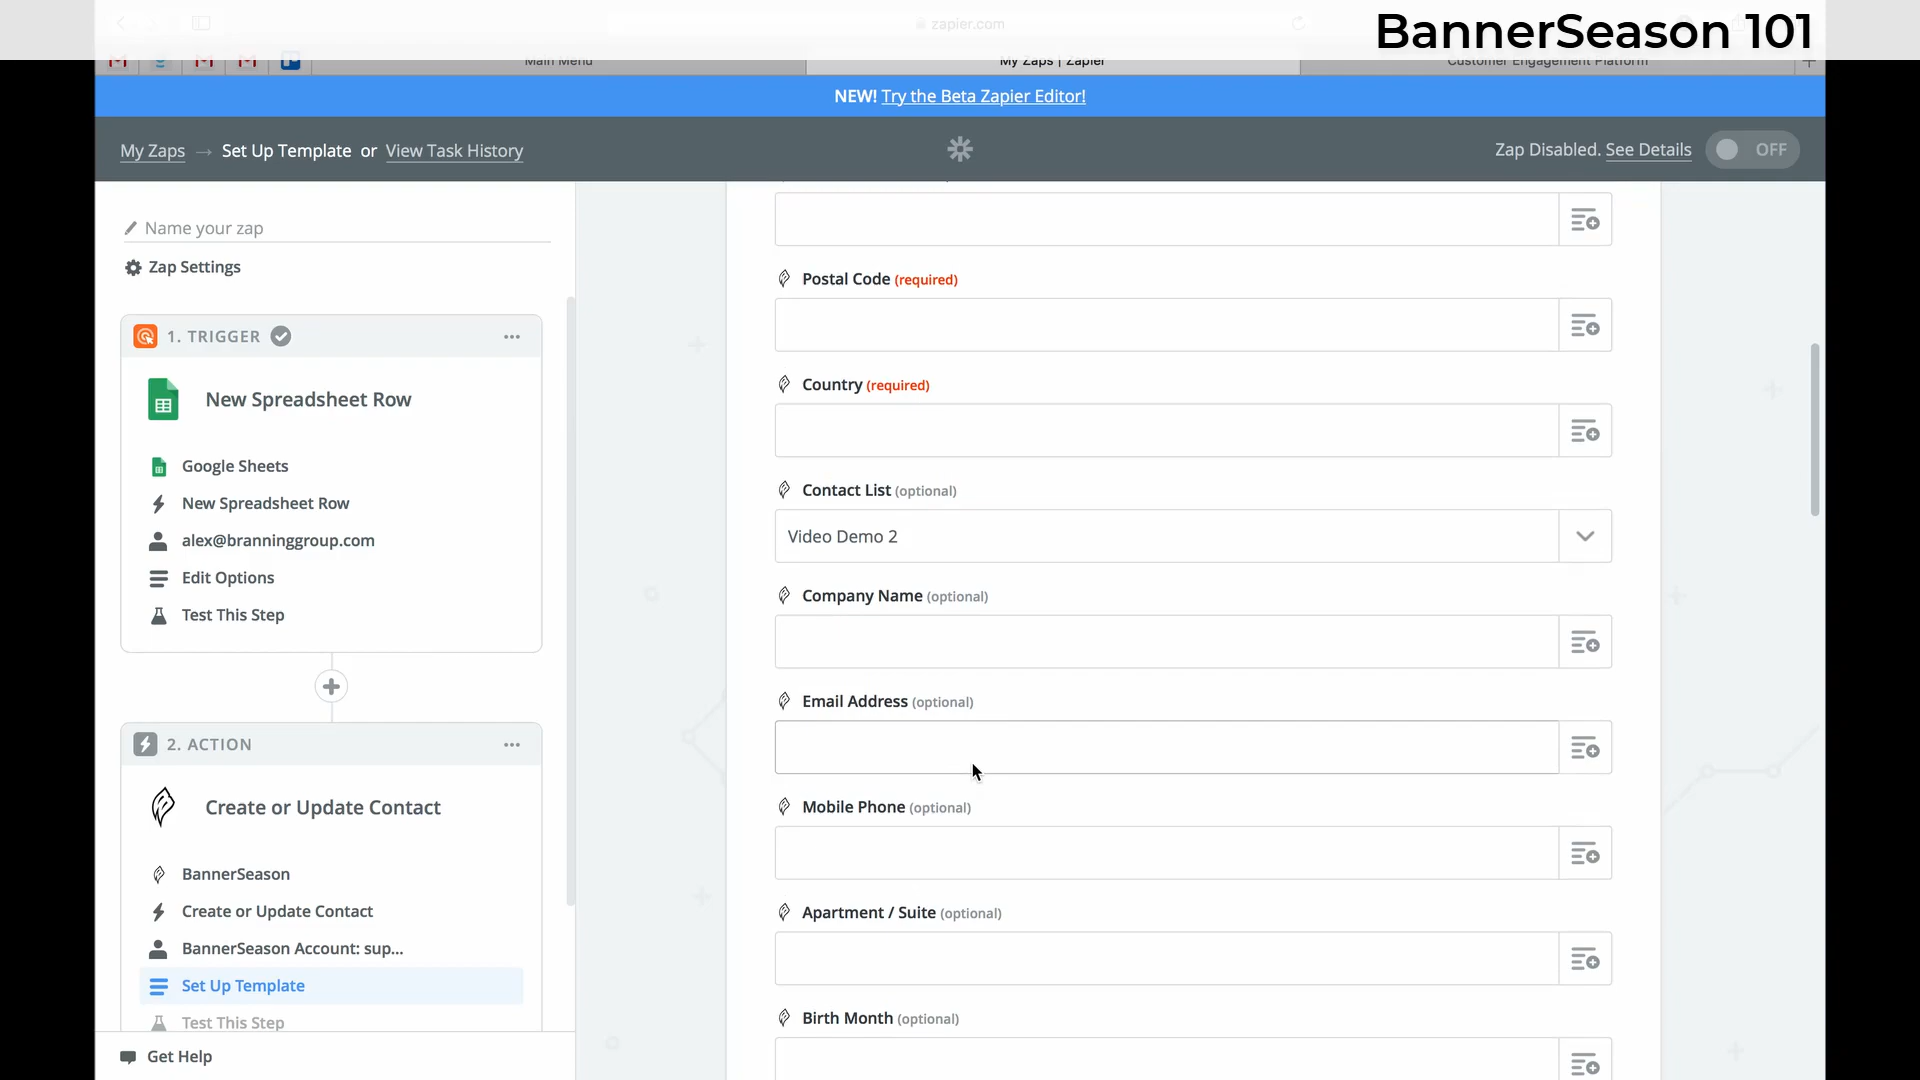 BannerSeason 101
zapier.com
Main Menu
My Zaps | Zapier
Customer Engagement Platform
NEW! Try the Beta Zapier Editor!
My Zaps → Set Up Template or View Task History
Zap Disabled. See Details
OFF
Name your zap
Zap Settings
1. TRIGGER
New Spreadsheet Row
Google Sheets
New Spreadsheet Row
alex@branninggroup.com
Edit Options
Test This Step
2. ACTION
Create or Update Contact
BannerSeason
Create or Update Contact
BannerSeason Account: sup...
Set Up Template
Test This Step
Get Help
Postal Code (required)
Country (required)
Contact List (optional)
Video Demo 2
Company Name (optional)
Email Address (optional)
Mobile Phone (optional)
Apartment / Suite (optional)
Birth Month (optional)